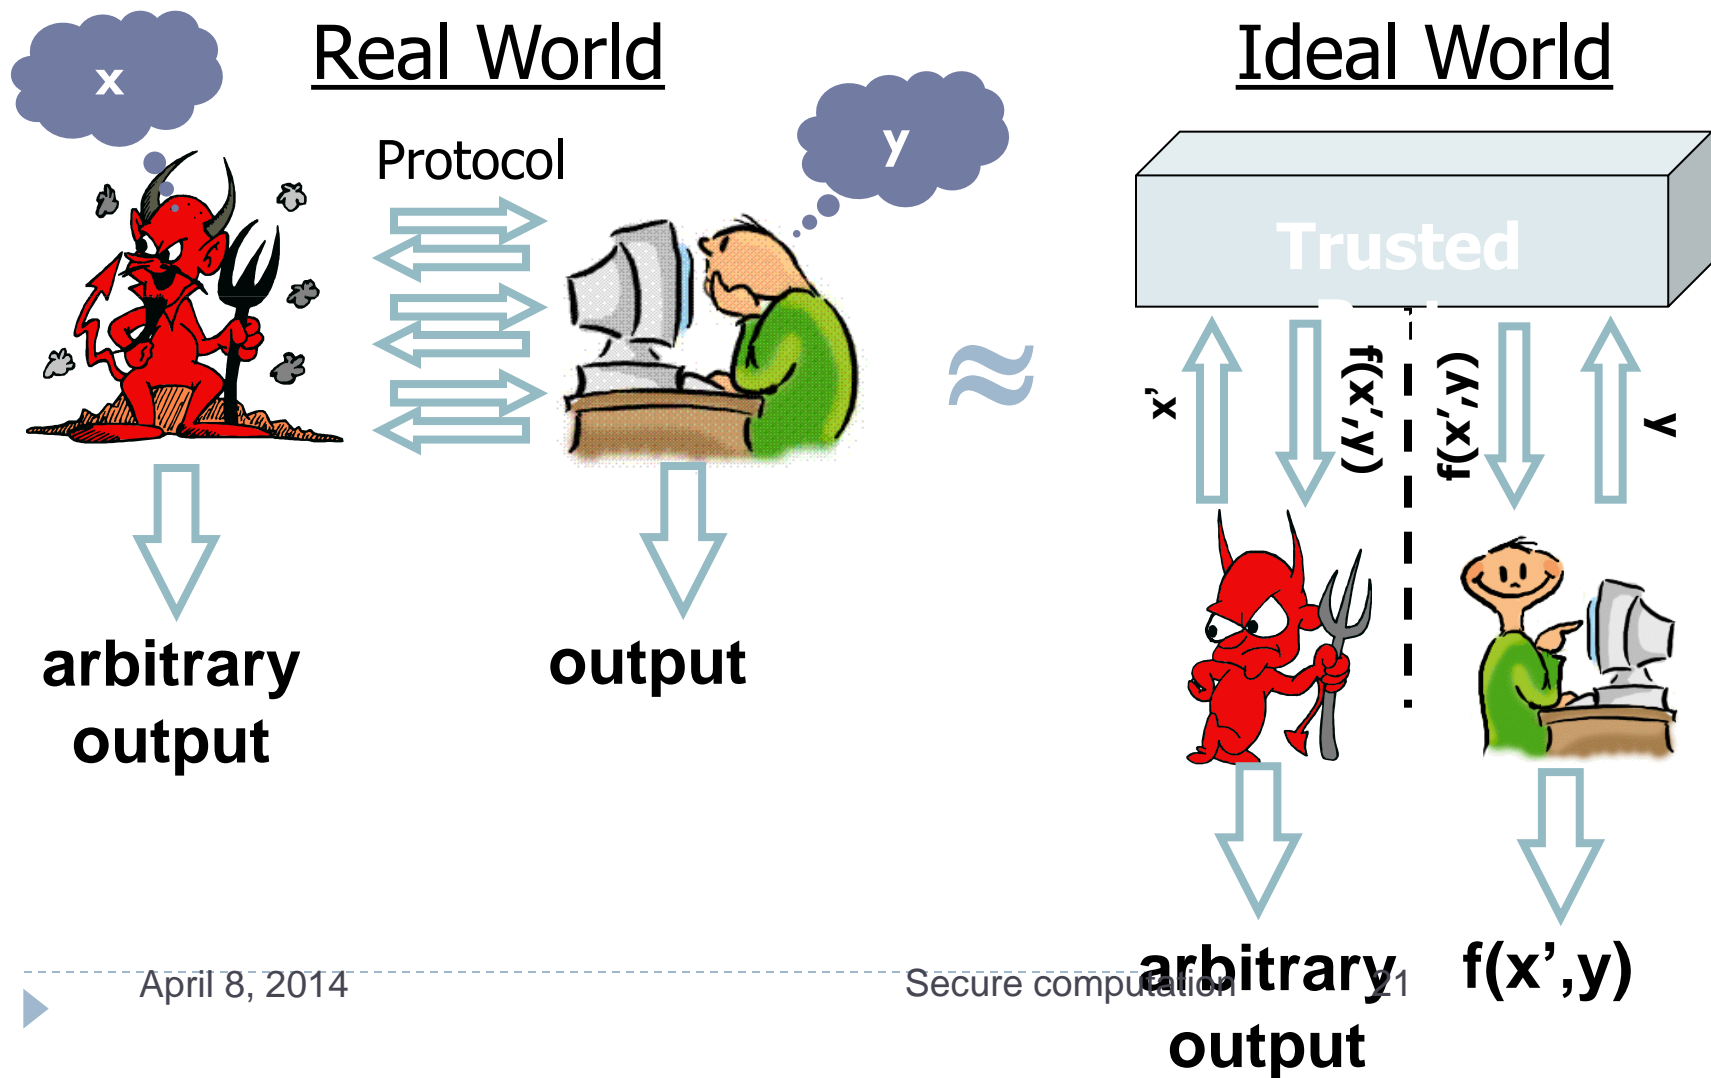 Real World
Ideal World
x
y
Protocol
Trusted
≈
x’
f(x’,y)
f(x’,y)
y
arbitrary
output
output
arbitrary
output
f(x’,y)
April 8, 2014
Secure computation
21